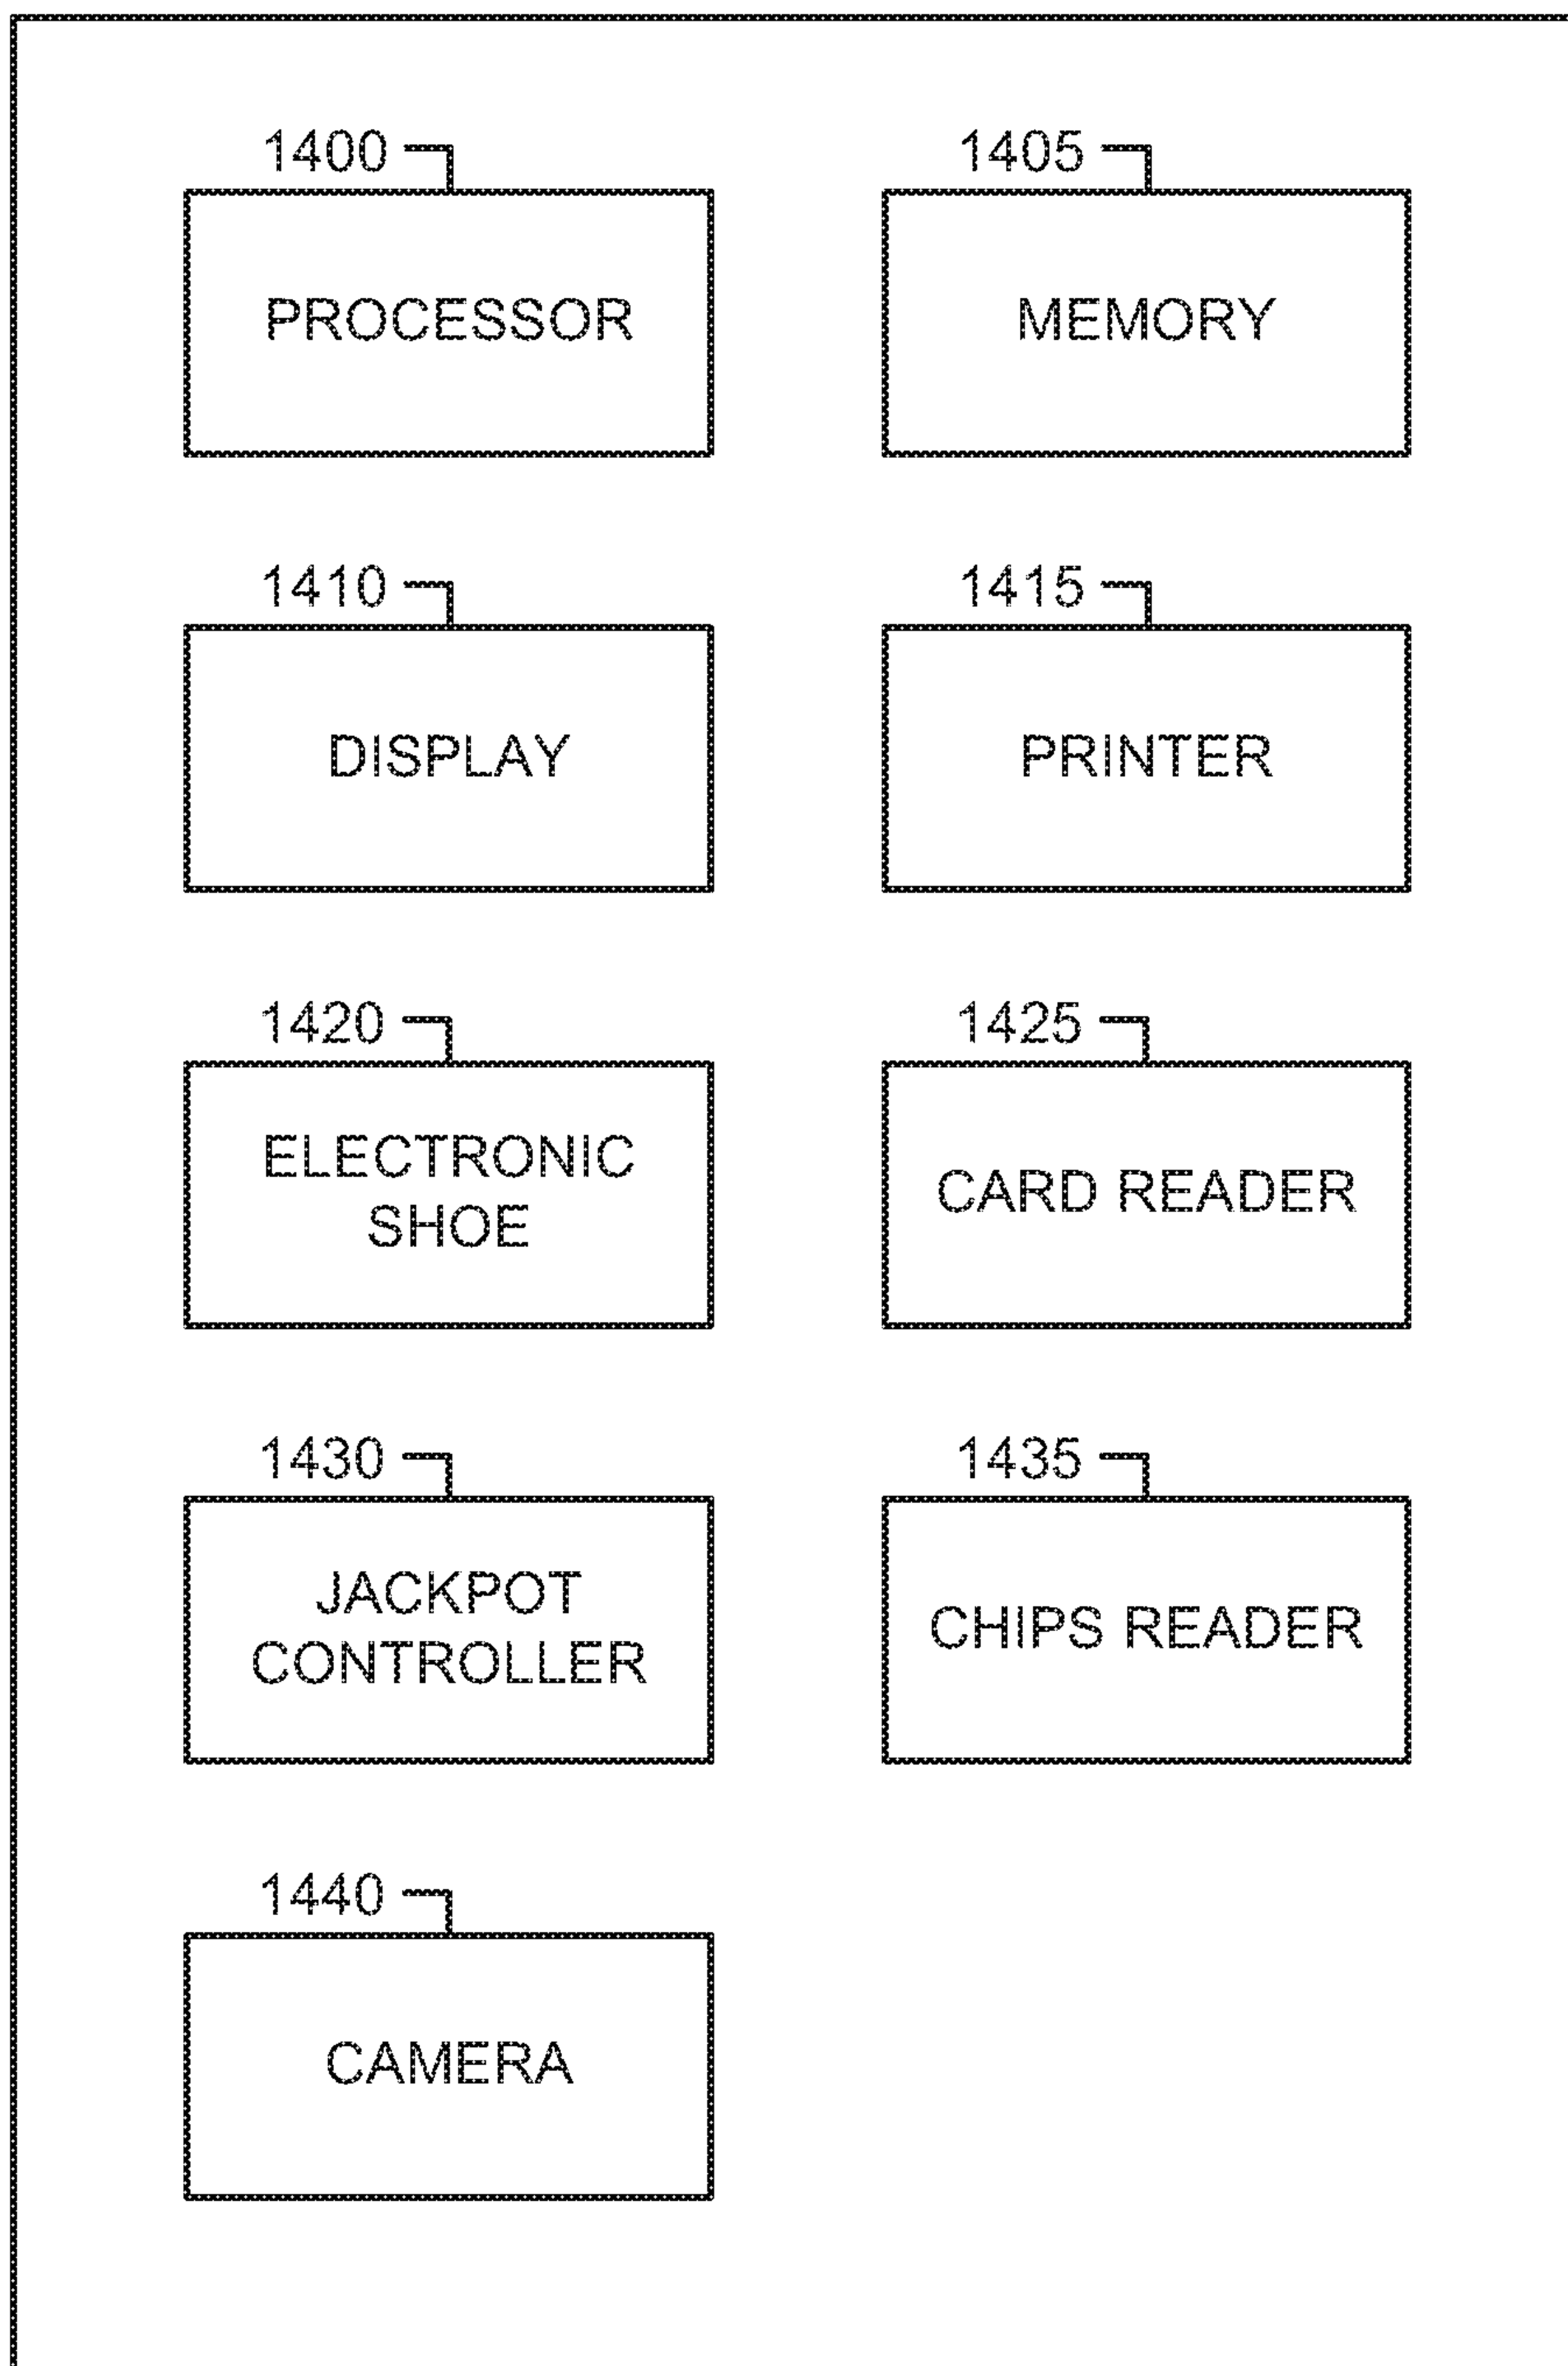 1400
1405
PROCESSOR
MEMORY
1410
1415
DISPLAY
PRINTER
1420
1425
ELECTRONIC
SHOE
CARD READER
1430
1435
JACKPOT
CONTROLLER
CHIPS READER
1440
CAMERA